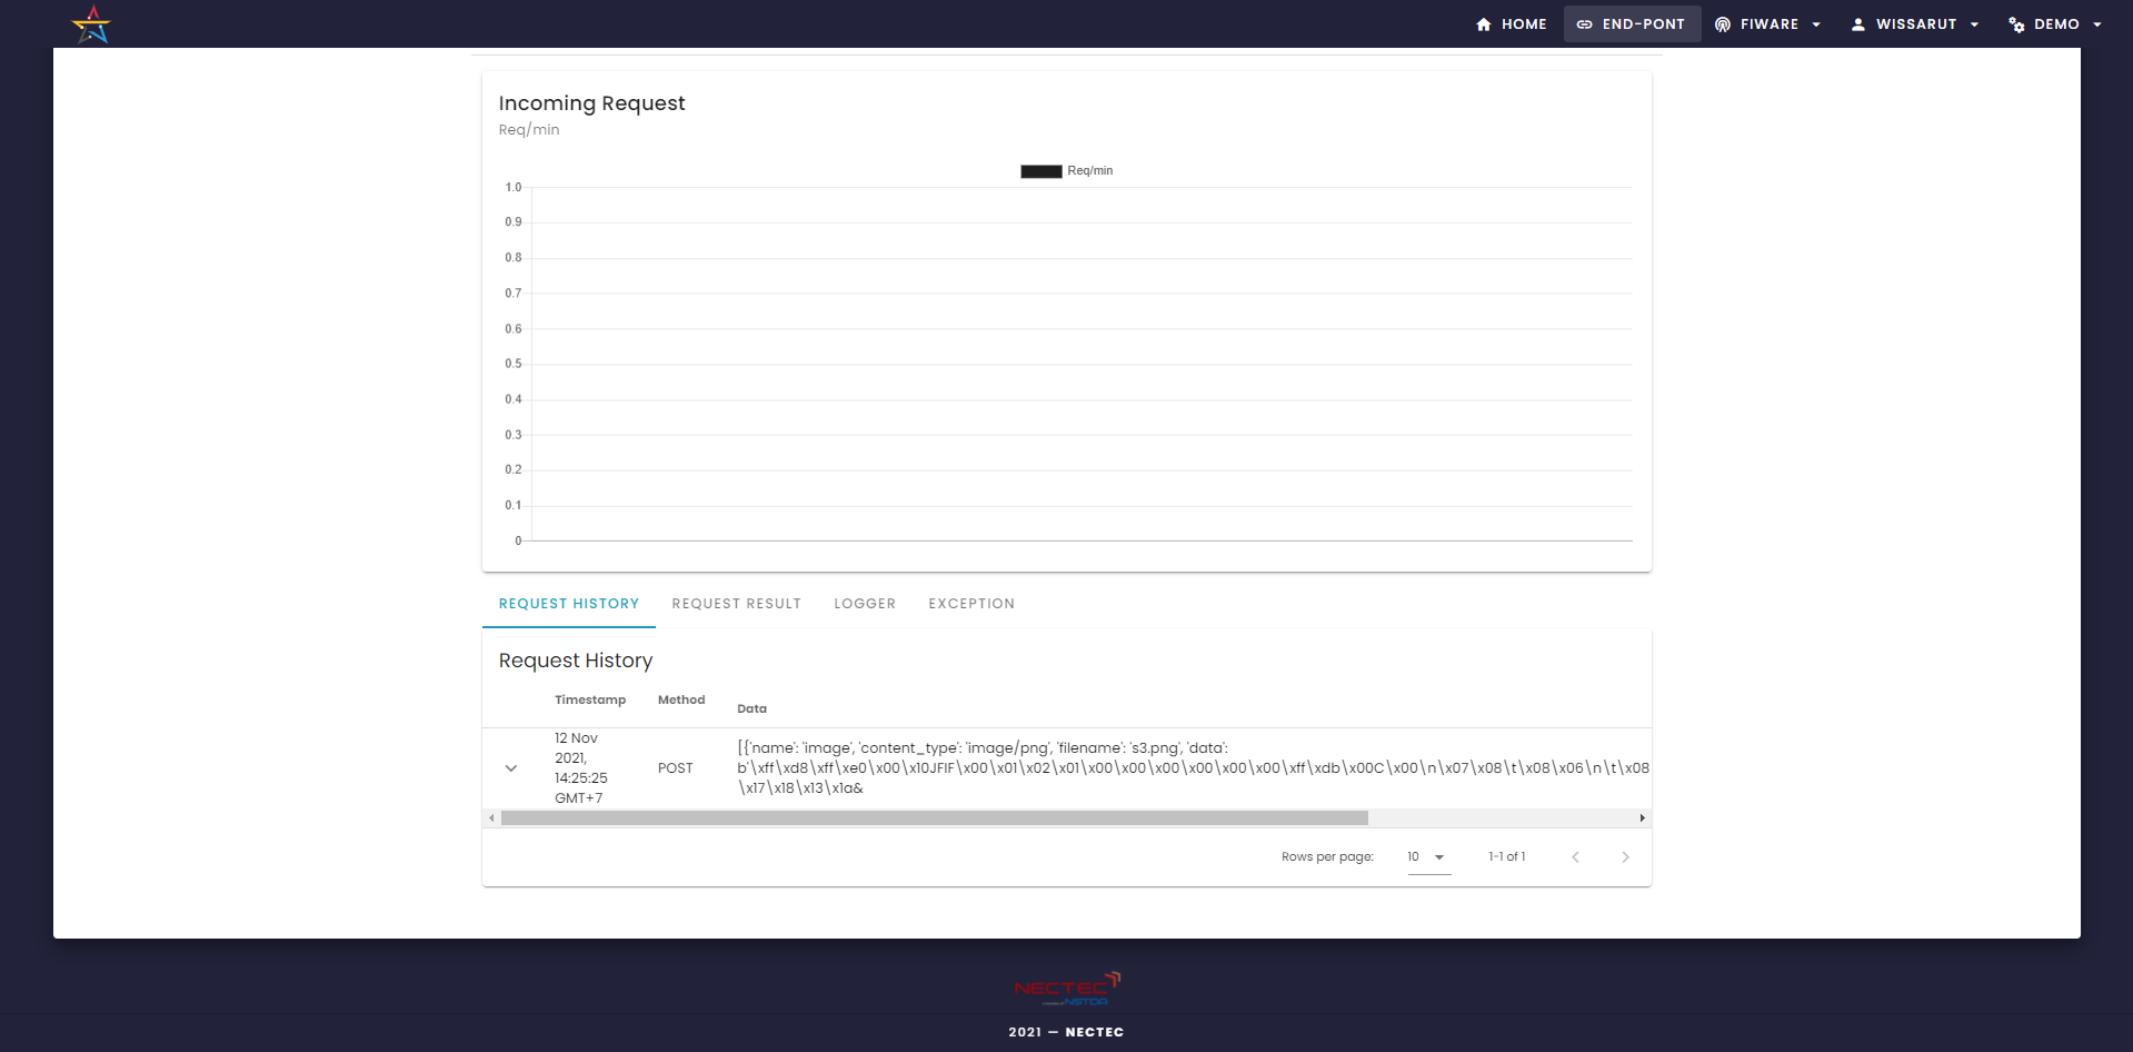 HOME
END-PONT
FIWARE
WISSARUT
DEMO
Incoming Request
Req/min
Req/min
1.0
0.9
0.8
0.7
0.6
0.5
0.4
0.3
0.2
0.1
0
REQUEST HISTORY
REQUEST RESULT
LOGGER
EXCEPTION
Request History
Timestamp
Method
Data
12 Nov
2021,
14:25:25
GMT+7
POST
[{'name': 'image', 'content_type': 'image/png', 'filename': 's3.png', 'data':
b'\xff\xd8\xff\xe0\x00\x10JFIF\x00\x01\x02\x01\x00\x00\x00\x00\x00\x00\xff\xdb\x00C\x00\n\x07\x08\t\x08\x06\n\t\x08
\x17\x18\x13\x1a&
Rows per page:
10
1-1 of 1
NECTEC
NSTDA
2021 — NECTEC